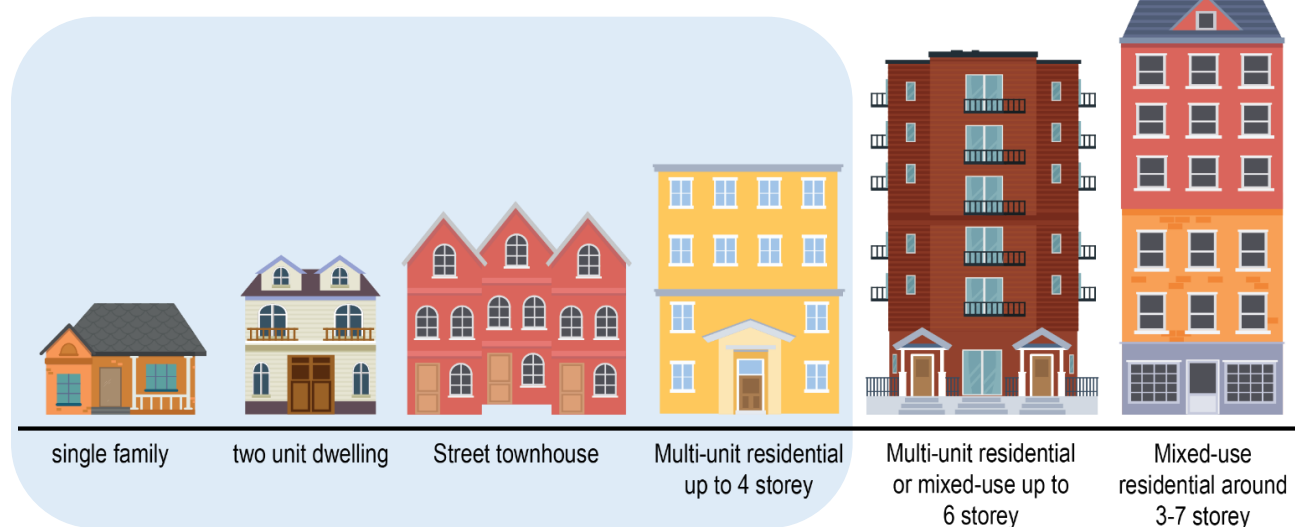 single family
two unit dwelling
Street townhouse
Multi-unit residential
up to 4 storey
Multi-unit residential
or mixed-use up to
6 storey
Mixed-use
residential around
3-7 storey